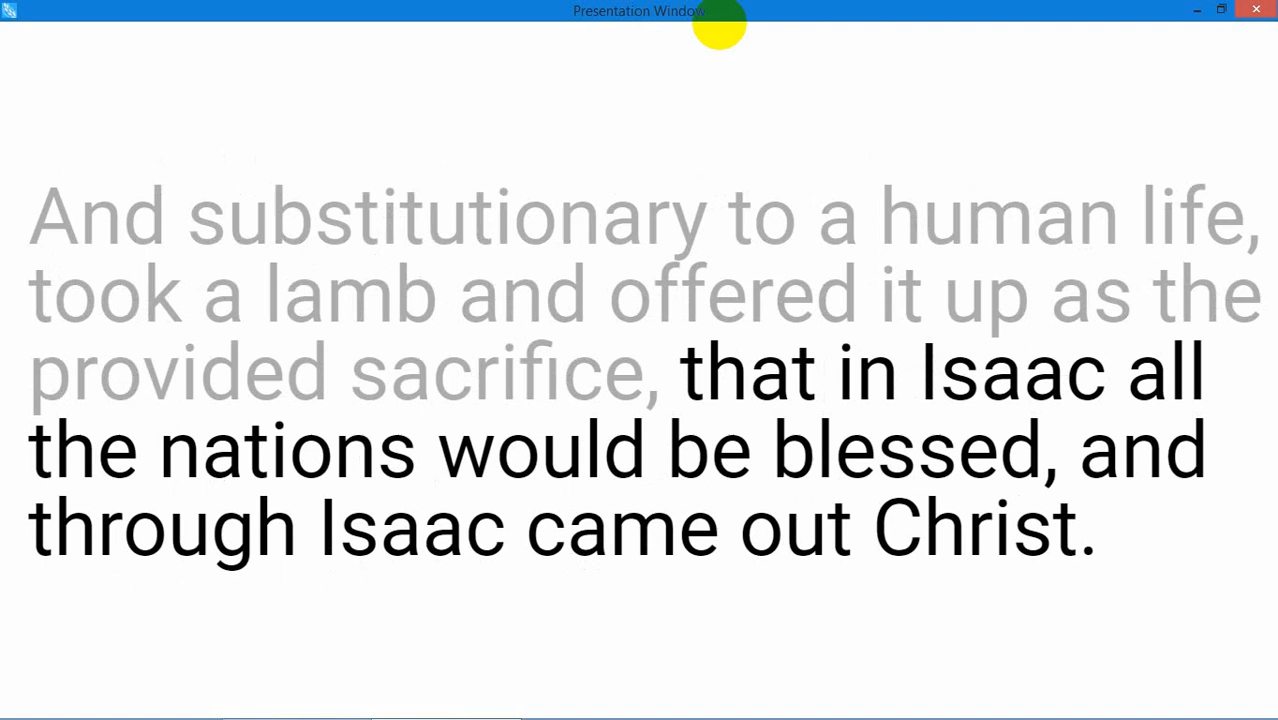 Presentation Window
And substitutionary to a human life,
took a lamb and offered it up as the
provided sacrifice, that in Isaac all
the nations would be blessed, and
through Isaac came out Christ.